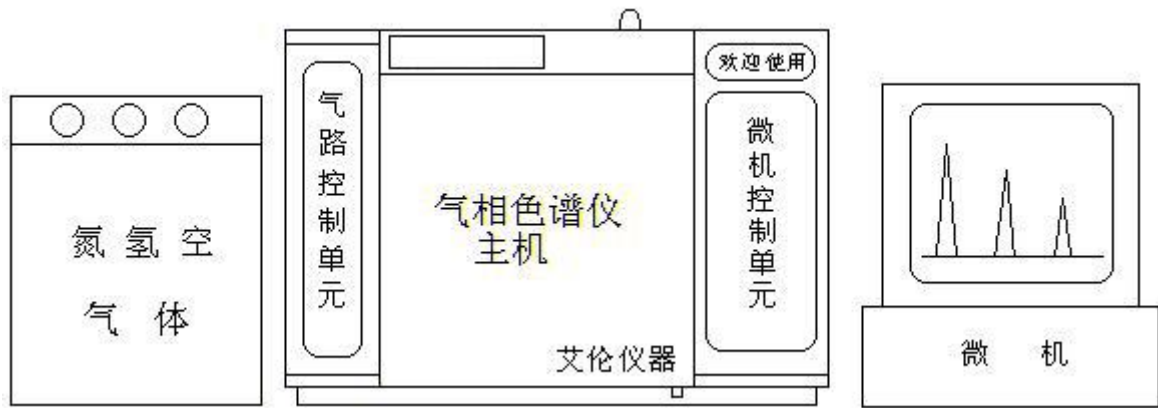 氮氢空
气体
气路控制单元
气相色谱仪
主机
艾伦仪器
欢迎使用
微机控制单元
微机